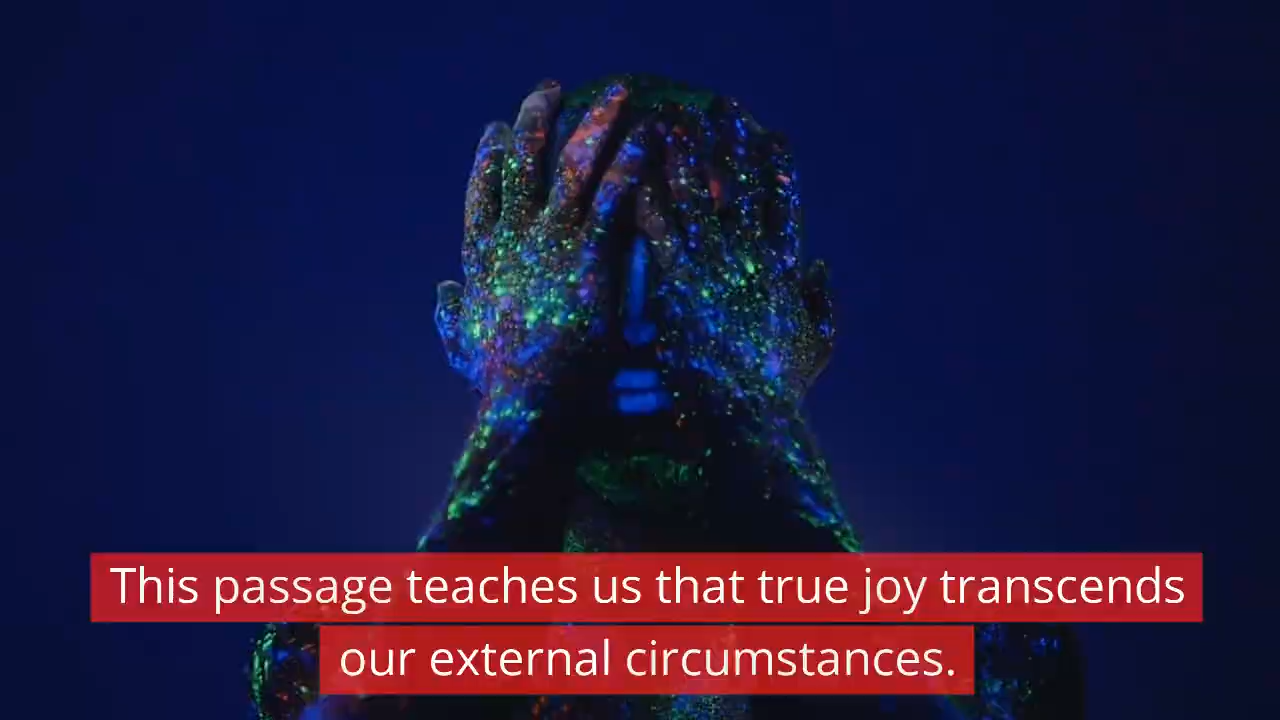 This passage teaches us that true joy transcends
our external circumstances.